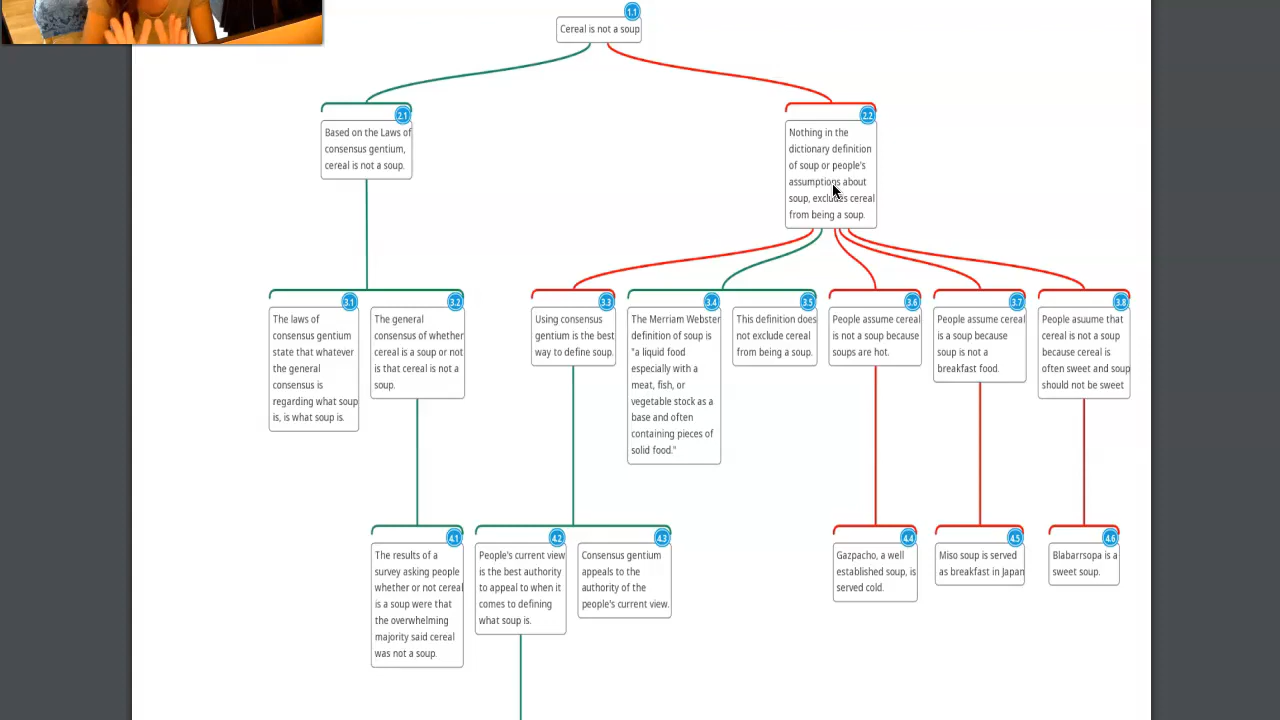 1.1
Cereal is not a soup
2.1
Based on the Laws of
consensus gentium,
cereal is not a soup.
2.2
Nothing in the
dictionary definition
of soup or people's
assumptions about
soup, excludes cereal
from being a soup.
3.1
The laws of
consensus gentium
state that whatever
the general
consensus is
regarding what soup
is, is what soup is.
3.2
The general
consensus of whether
cereal is a soup or not
is that cereal is not a
soup.
3.3
Using consensus
gentium is the best
way to define soup.
3.4
The Merriam Webster
definition of soup is
"a liquid food
especially with a
meat, fish, or
vegetable stock as a
base and often
containing pieces of
solid food."
3.5
This definition does
not exclude cereal
from being a soup.
3.6
People assume cereal
is not a soup because
soups are hot.
3.7
People assume cereal
is a soup because
soup is not a
breakfast food.
3.8
People asuume that
cereal is not a soup
because cereal is
often sweet and soup
should not be sweet
4.1
The results of a
survey asking people
whether or not cereal
is a soup were that
the overwhelming
majority said cereal
was not a soup.
4.2
People's current view
is the best authority
to appeal to when it
comes to defining
what soup is.
4.3
Consensus gentium
appeals to the
authority of the
people's current view.
4.4
Gazpacho, a well
established soup, is
served cold.
4.5
Miso soup is served
as breakfast in Japan
4.6
Blabarrsopa is a
sweet soup.